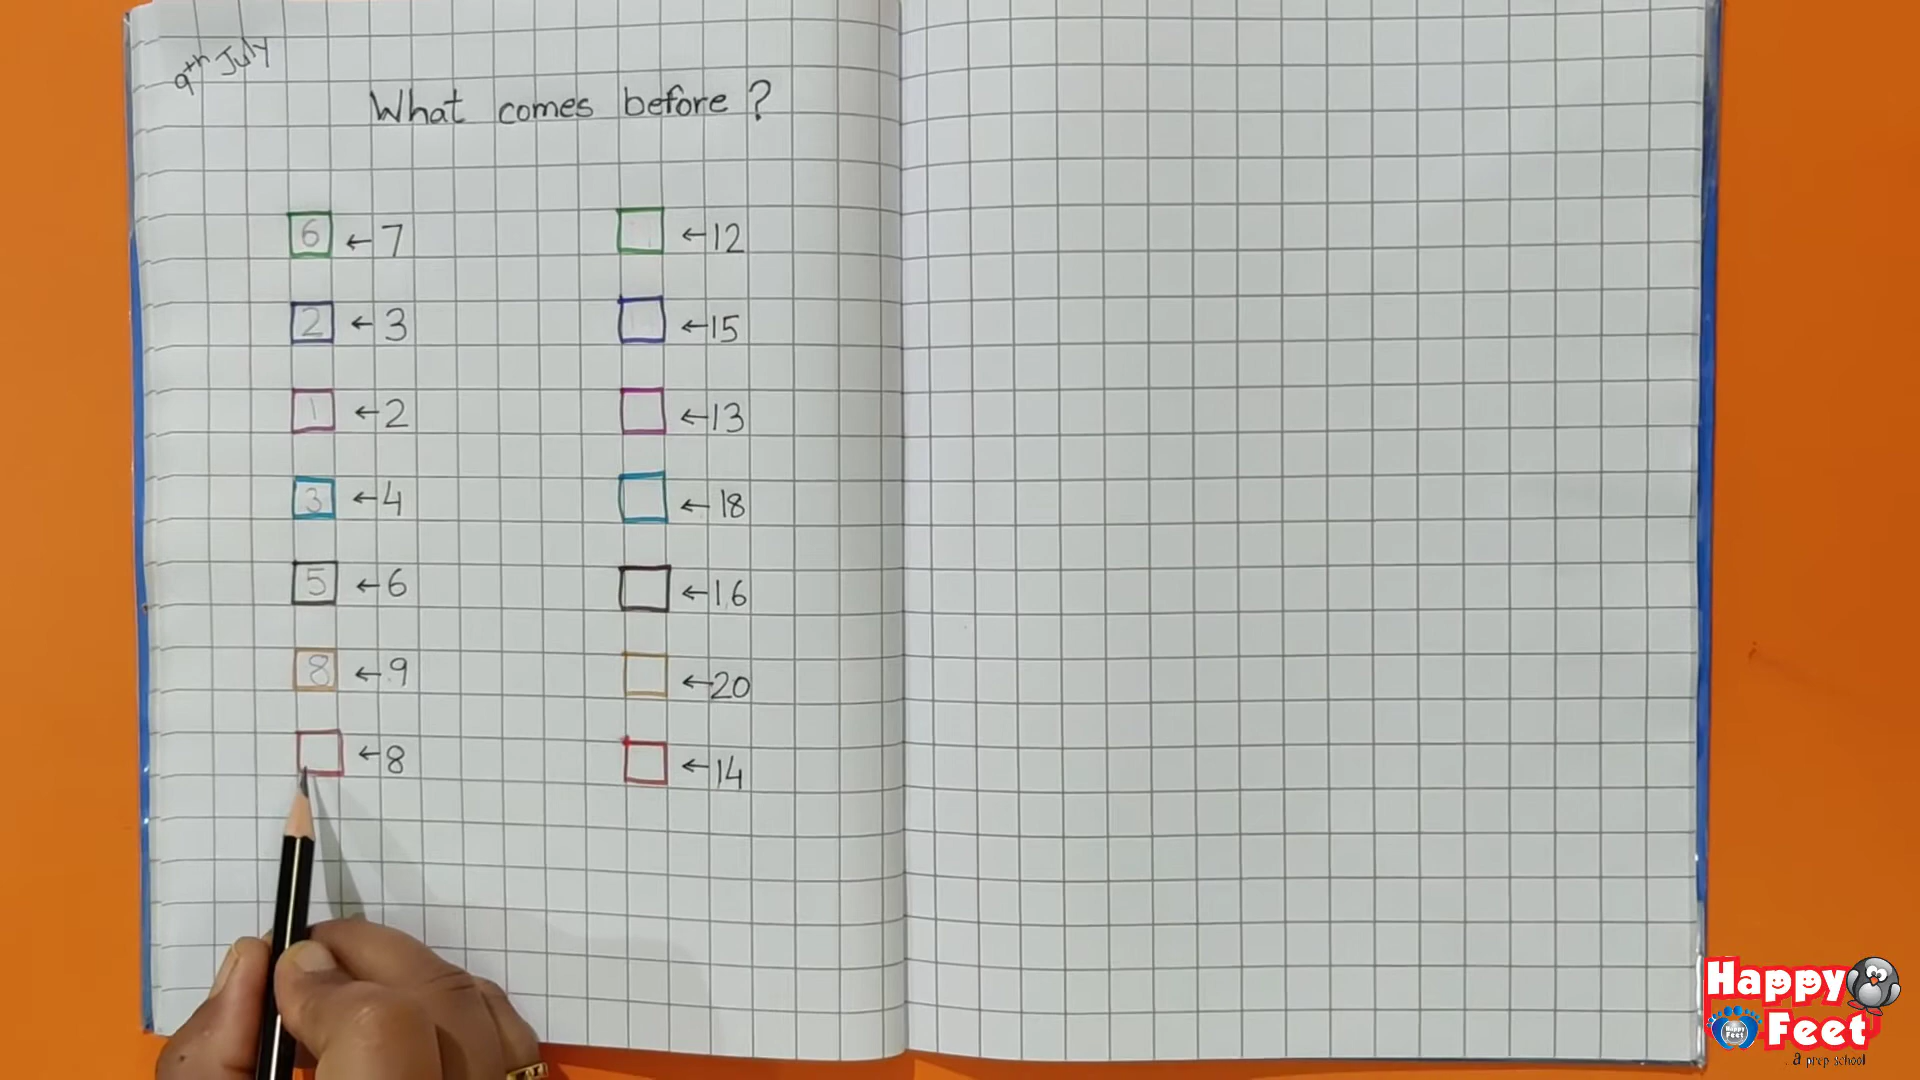 9th July
What comes before ?
6 ← 7
← 12
2 ← 3
← 15
1 ← 2
← 13
3 ← 4
← 18
5 ← 6
← 16
8 ← 9
← 20
← 8
← 14
Happy
Feet
a prep school